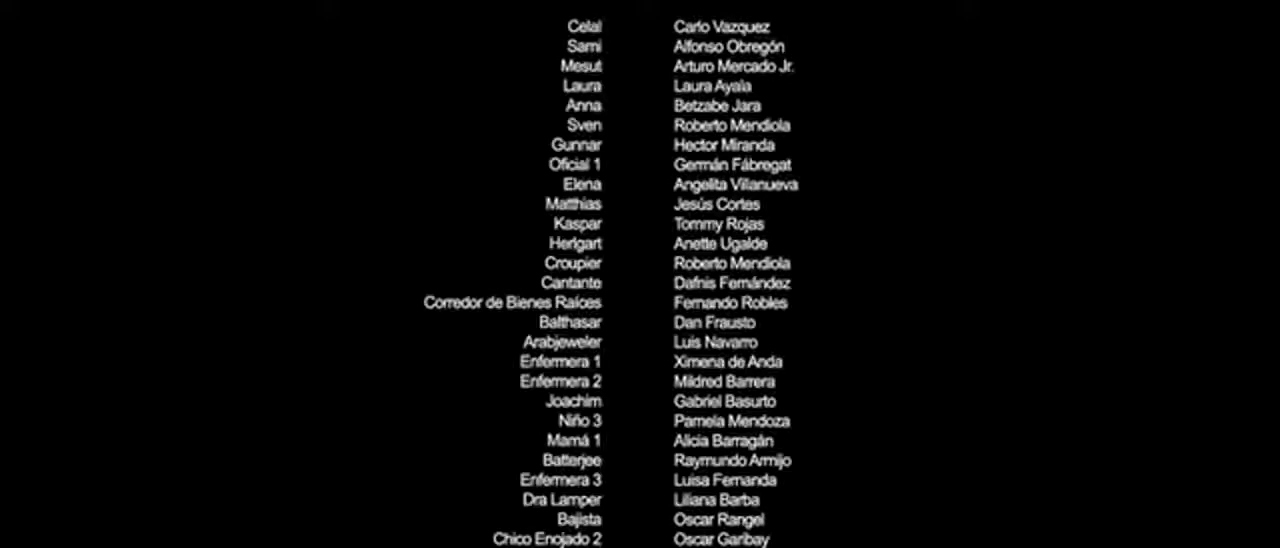 Celal Carlo Vazquez
Sami Alfonso Obregón
Mesut Arturo Mercado Jr.
Laura Laura Ayala
Anna Betzabe Jara
Sven Roberto Mendiola
Gunnar Hector Miranda
Oficial 1 Germán Fábregat
Elena Angelita Villanueva
Matthias Jesús Cortes
Kaspar Tommy Rojas
Herlgart Anette Ugalde
Croupier Roberto Mendiola
Cantante Dafnis Fernández
Corredor de Bienes Raíces Fernando Robles
Balthasar Dan Frausto
Arabjeweler Luis Navarro
Enfermera 1 Ximena de Anda
Enfermera 2 Mildred Barrera
Joachim Gabriel Basurto
Niño 3 Pamela Mendoza
Mamá 1 Alicia Barragán
Batterjee Raymundo Armijo
Enfermera 3 Luisa Fernanda
Dra Lamper Liliana Barba
Bajista Oscar Rangel
Chico Enojado 2 Oscar Garibay